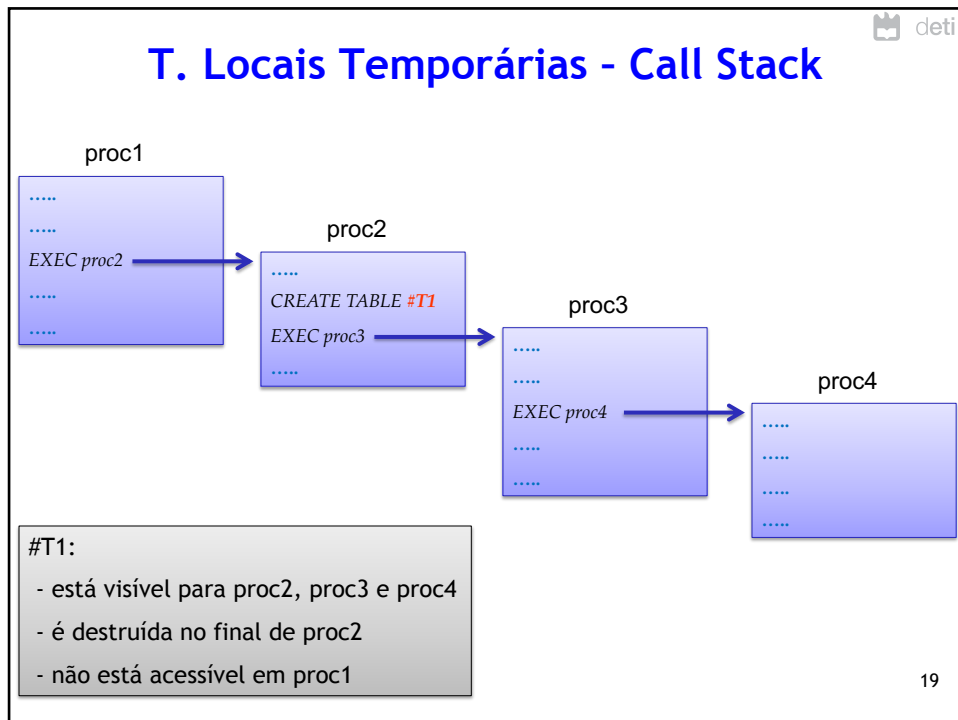 deti
T. Locais Temporárias – Call Stack
proc1
.....
.....
EXEC proc2
.....
.....
proc2
.....
CREATE TABLE #T1
EXEC proc3
.....
proc3
.....
.....
EXEC proc4
.....
.....
proc4
.....
.....
.....
.....
#T1:
- está visível para proc2, proc3 e proc4
- é destruída no final de proc2
- não está acessível em proc1
19